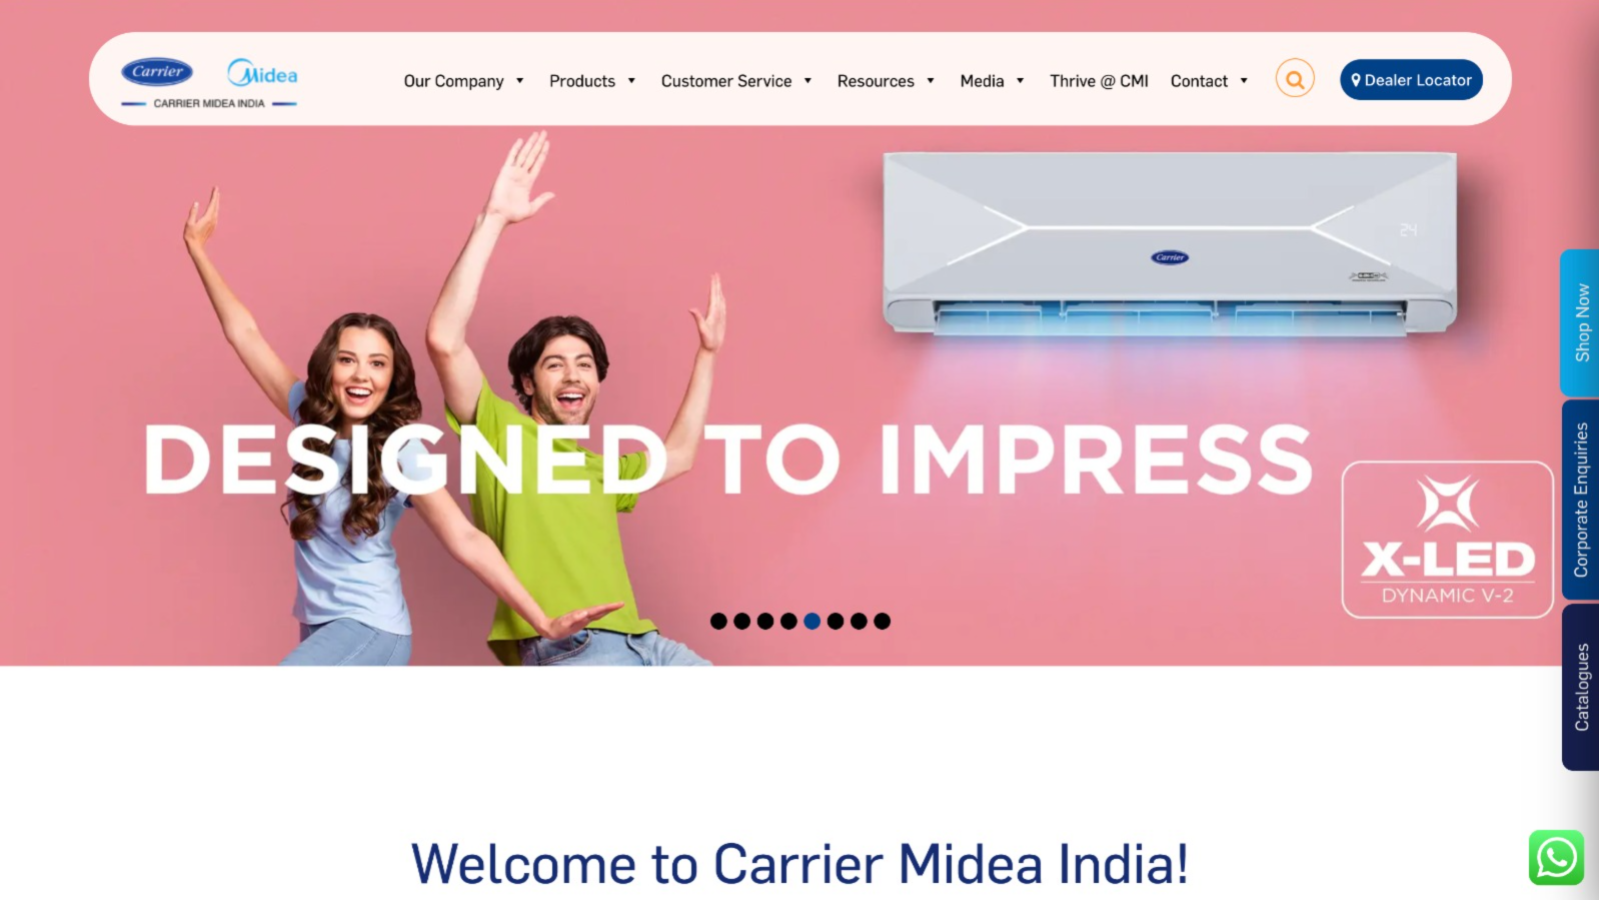 Carrier
Midea
CARRIER MIDEA INDIA
Our Company
Products
Customer Service
Resources
Media
Thrive @ CMI
Contact
Dealer Locator
24
Carrier
Shop Now
Corporate Enquiries
Catalogues
DESIGNED TO IMPRESS
X-LED
DYNAMIC V-2
Welcome to Carrier Midea India!